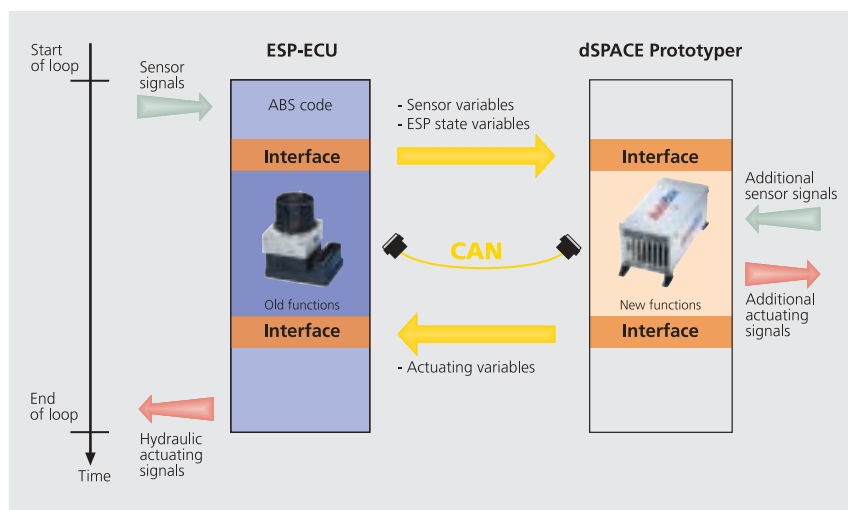 ESP-ECU
dSPACE Prototyper
Start
of loop
Sensor
signals
ABS code
- Sensor variables
- ESP state variables
Interface
Interface
Additional
sensor signals
CAN
Old functions
New functions
Additional
actuating
signals
Interface
Interface
- Actuating variables
End
of loop
Hydraulic
actuating
signals
Time